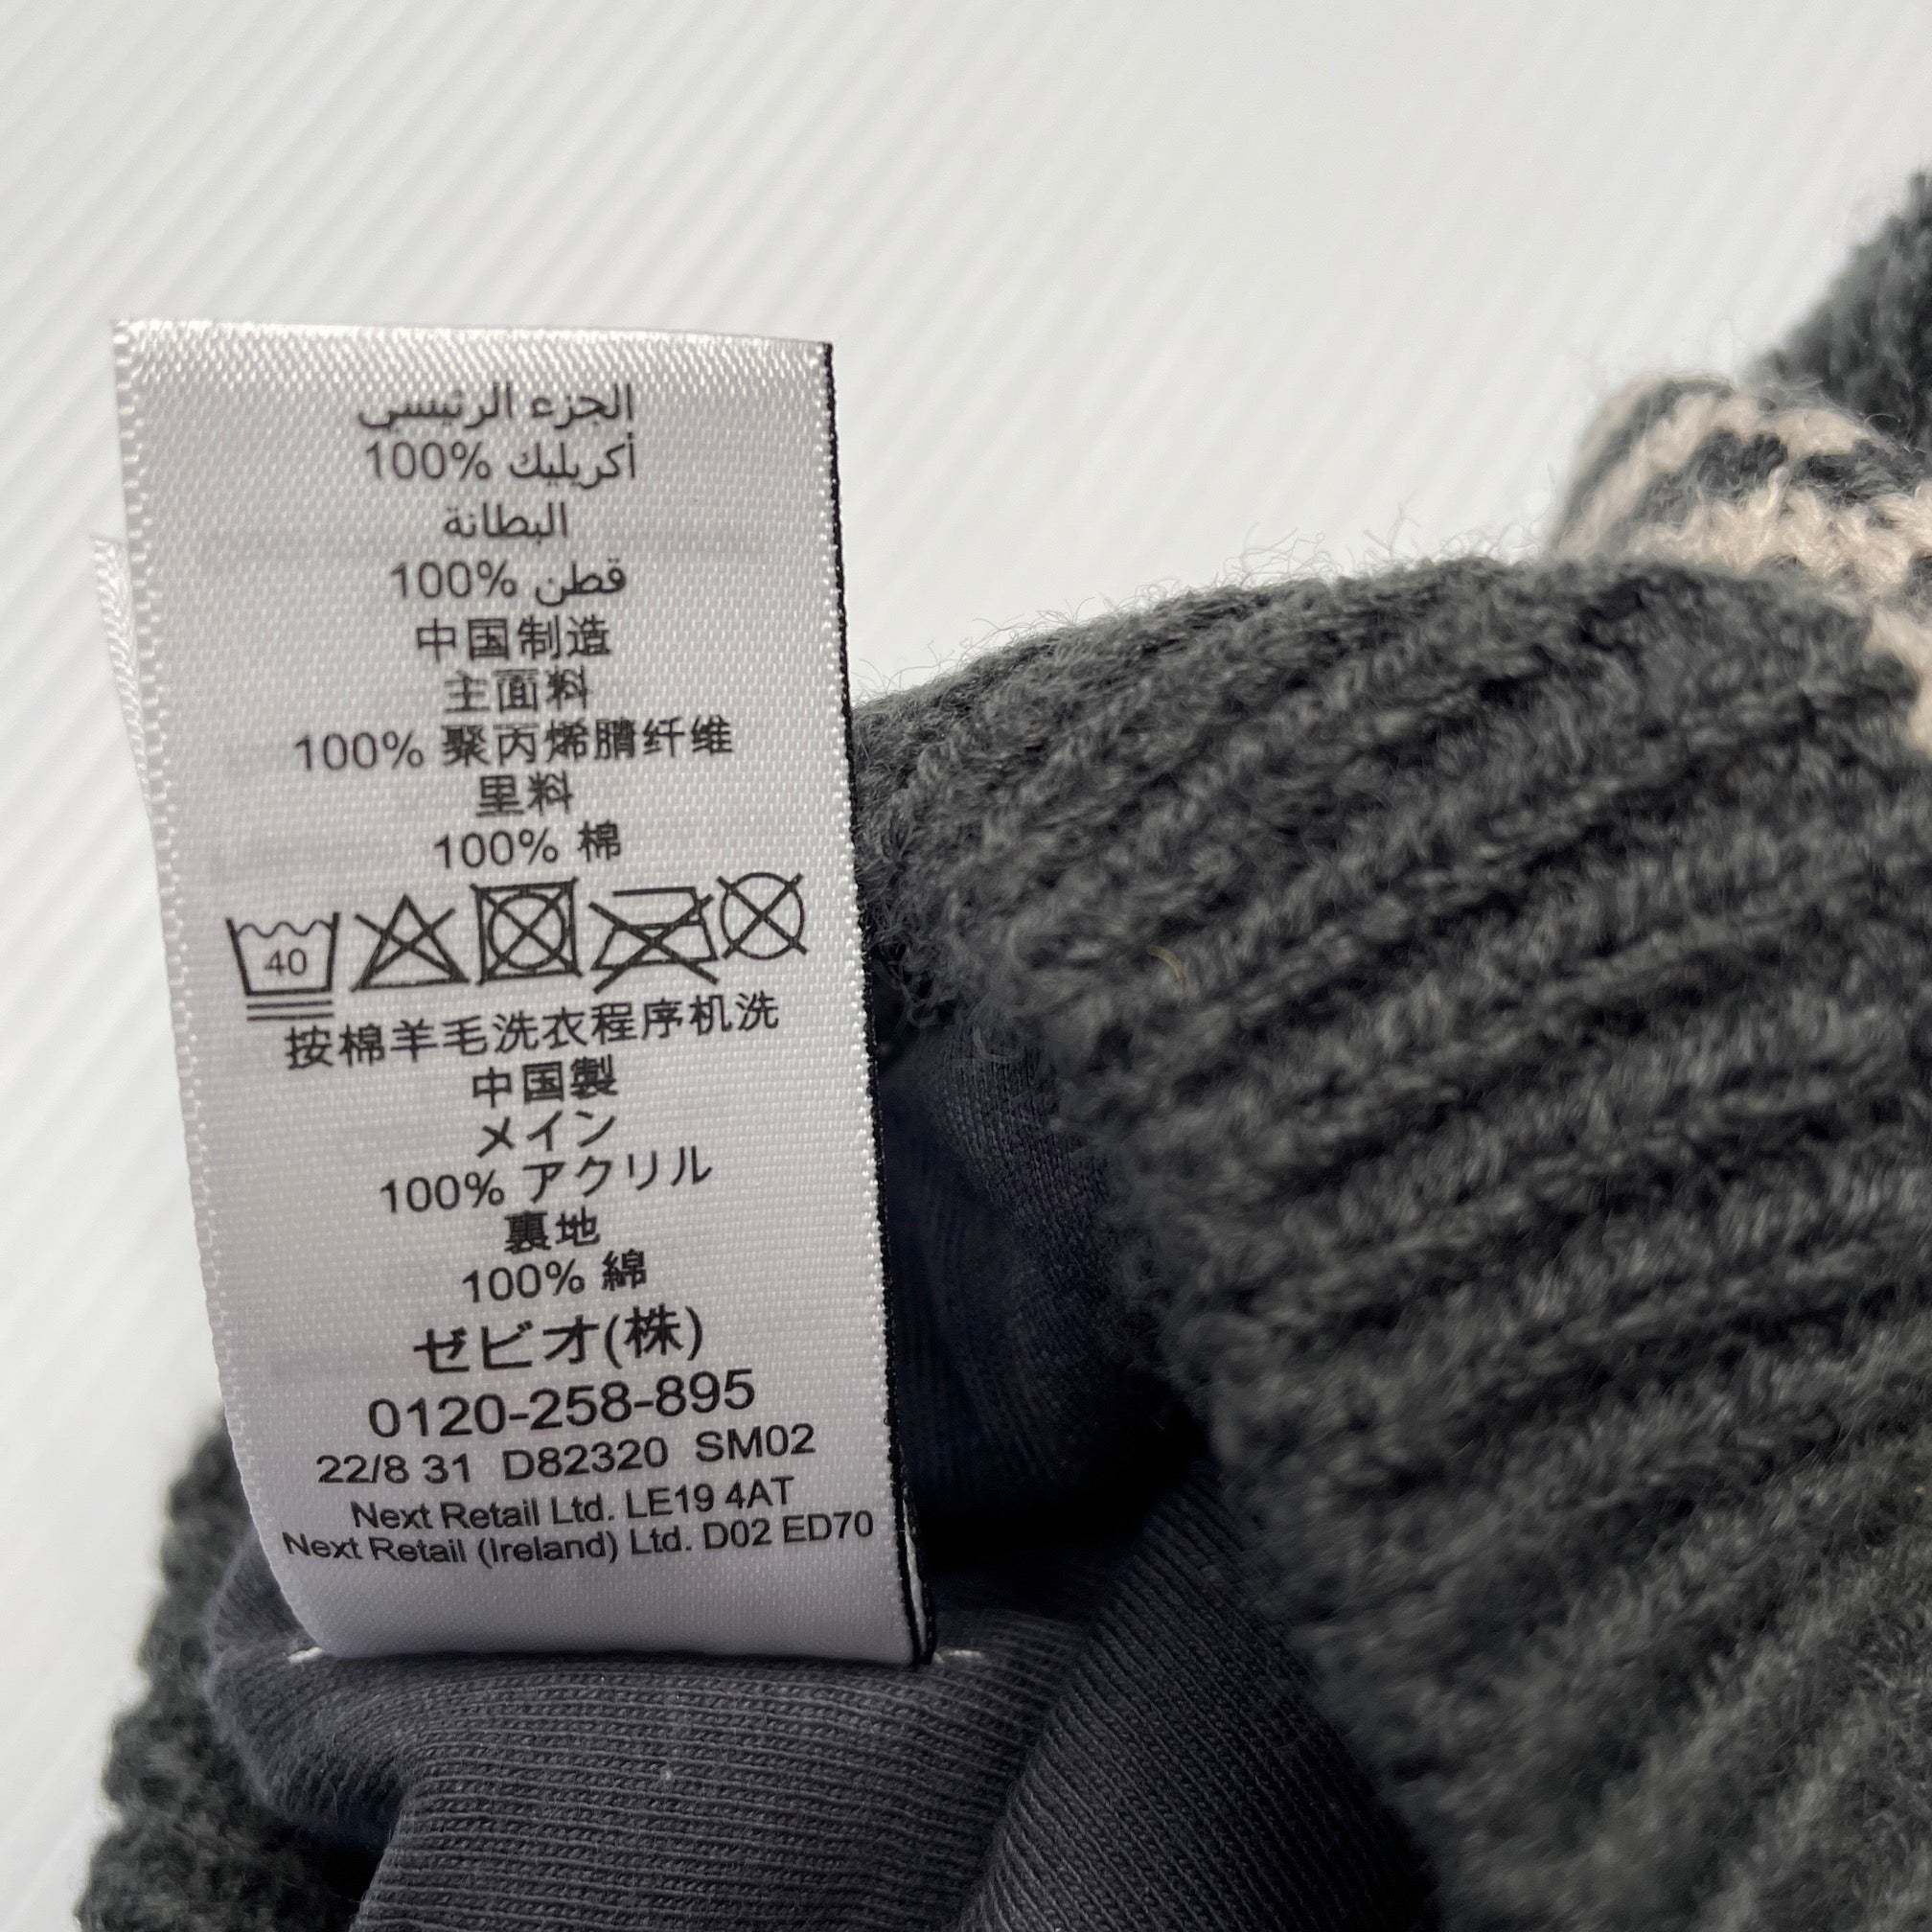 الجزء الرئيسي
100% أكريليك
البطانة
100% قطن
中国制造
主面料
100% 聚丙烯腈纤维
里料
100% 棉
40
按棉羊毛洗衣程序机洗
中国製
メイン
100% アクリル
裏地
100% 綿
ゼビオ(株)
0120-258-895
22/8 31 D82320 SM02
Next Retail Ltd. LE19 4AT
Next Retail (Ireland) Ltd. D02 ED70